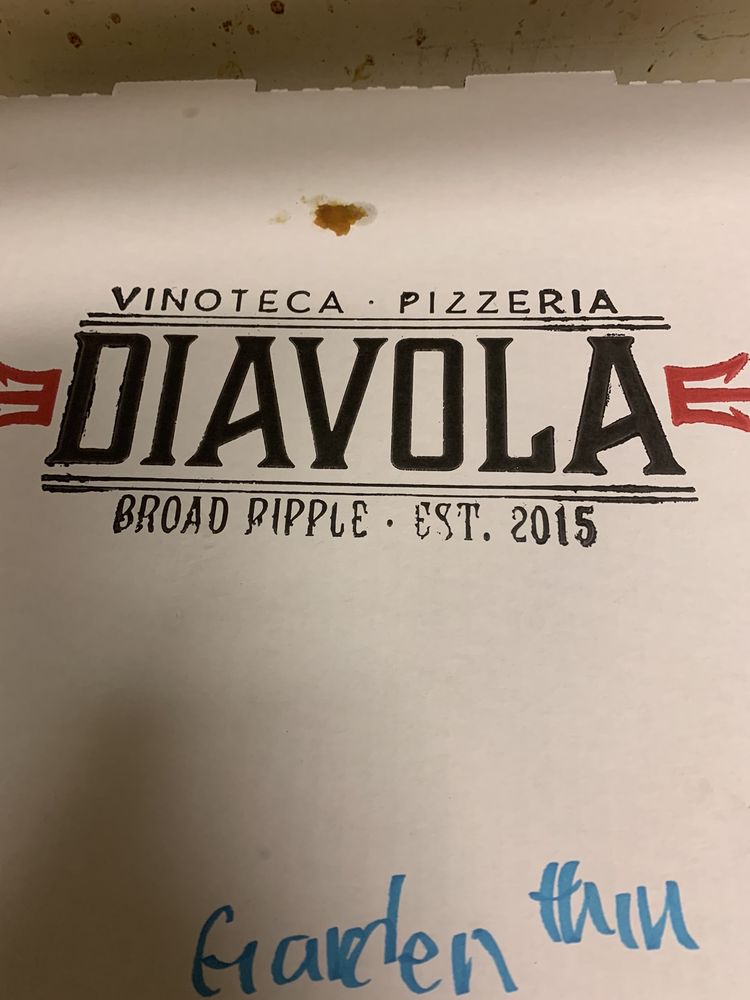 VINOTECA · PIZZERIA
DIAVOLA
BROAD RIPPLE · EST. 2015
Garden thin